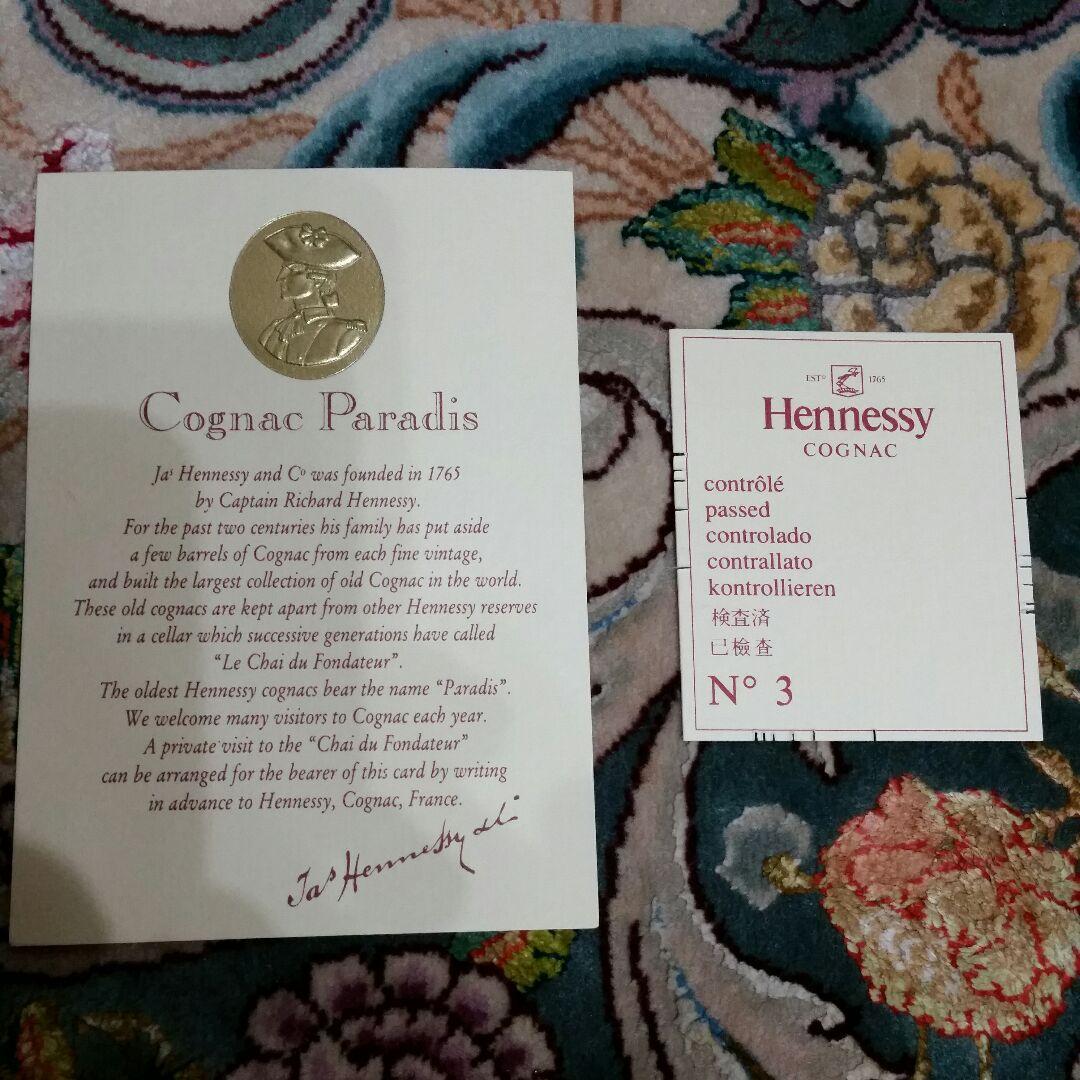 Cognac Paradis
Jaˢ Hennessy and Cº was founded in 1765
by Captain Richard Hennessy.
For the past two centuries his family has put aside
a few barrels of Cognac from each fine vintage,
and built the largest collection of old Cognac in the world.
These old cognacs are kept apart from other Hennessy reserves
in a cellar which successive generations have called
“Le Chai du Fondateur”.
The oldest Hennessy cognacs bear the name “Paradis”.
We welcome many visitors to Cognac each year.
A private visit to the “Chai du Fondateur”
can be arranged for the bearer of this card by writing
in advance to Hennessy, Cognac, France.
Jaˢ Hennessy
ESTᴰ 1765
Hennessy
COGNAC
contrôlé
passed
controlado
contrallato
kontrollieren
検査済
已檢查
N° 3